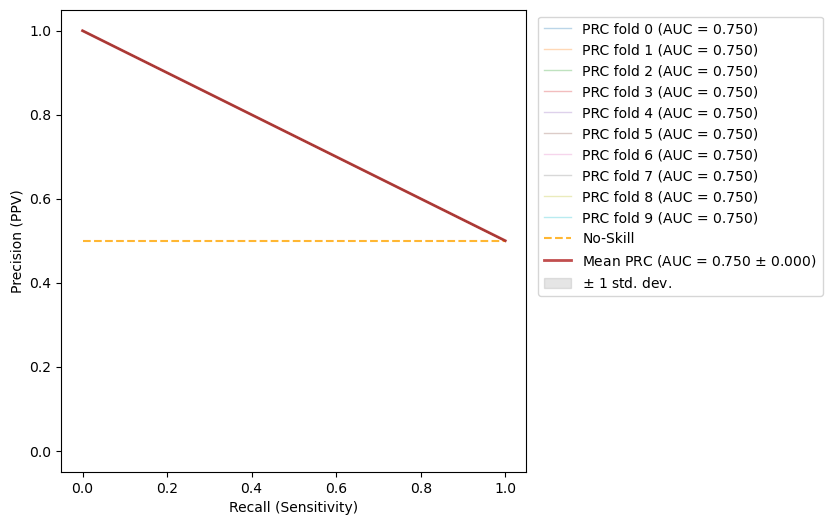 1.0
0.8
0.6
0.4
0.2
0.0
Precision (PPV)
0.0 0.2 0.4 0.6 0.8 1.0
Recall (Sensitivity)
PRC fold 0 (AUC = 0.750)
PRC fold 1 (AUC = 0.750)
PRC fold 2 (AUC = 0.750)
PRC fold 3 (AUC = 0.750)
PRC fold 4 (AUC = 0.750)
PRC fold 5 (AUC = 0.750)
PRC fold 6 (AUC = 0.750)
PRC fold 7 (AUC = 0.750)
PRC fold 8 (AUC = 0.750)
PRC fold 9 (AUC = 0.750)
No-Skill
Mean PRC (AUC = 0.750 ± 0.000)
± 1 std. dev.